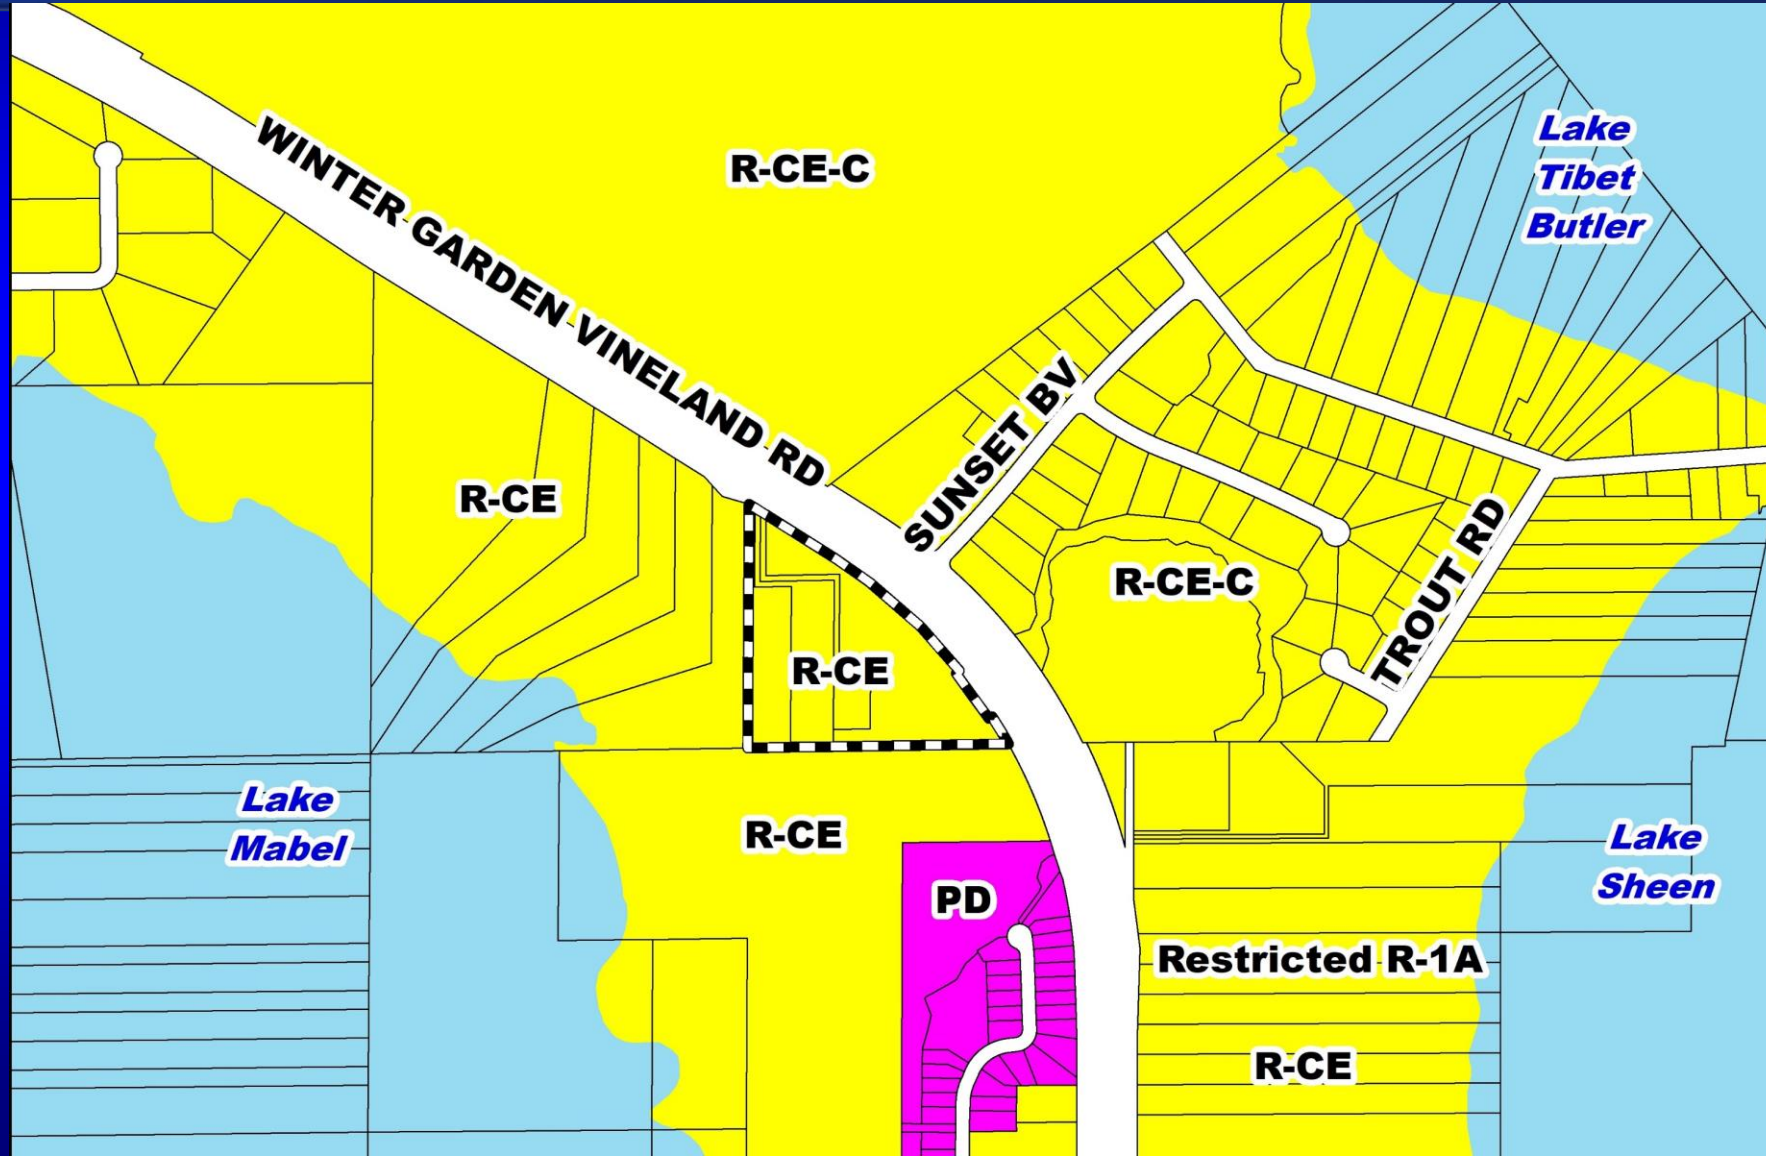 Lake
Tibet
Butler
R-CE-C
WINTER GARDEN VINELAND RD
SUNSET BV
R-CE
R-CE-C
TROUT RD
R-CE
Lake
Mabel
R-CE
Lake
Sheen
PD
Restricted R-1A
R-CE